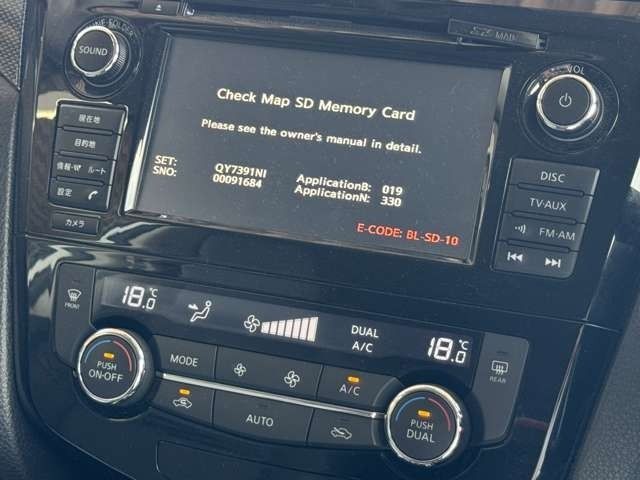 SOUND
MAIN
VOL
Check Map SD Memory Card
Please see the owner's manual in detail.
SET: QY7391NI ApplicationB: 019
SNO: 00091684 ApplicationN: 330
E-CODE: BL-SD-10
現在地
目的地
情報・ ルート
設定
カメラ
DISC
TV・AUX
FM・AM
18.0°C
DUAL
A/C
18.0°C
FRONT
REAR
PUSH
ON・OFF
MODE
A/C
AUTO
PUSH
DUAL